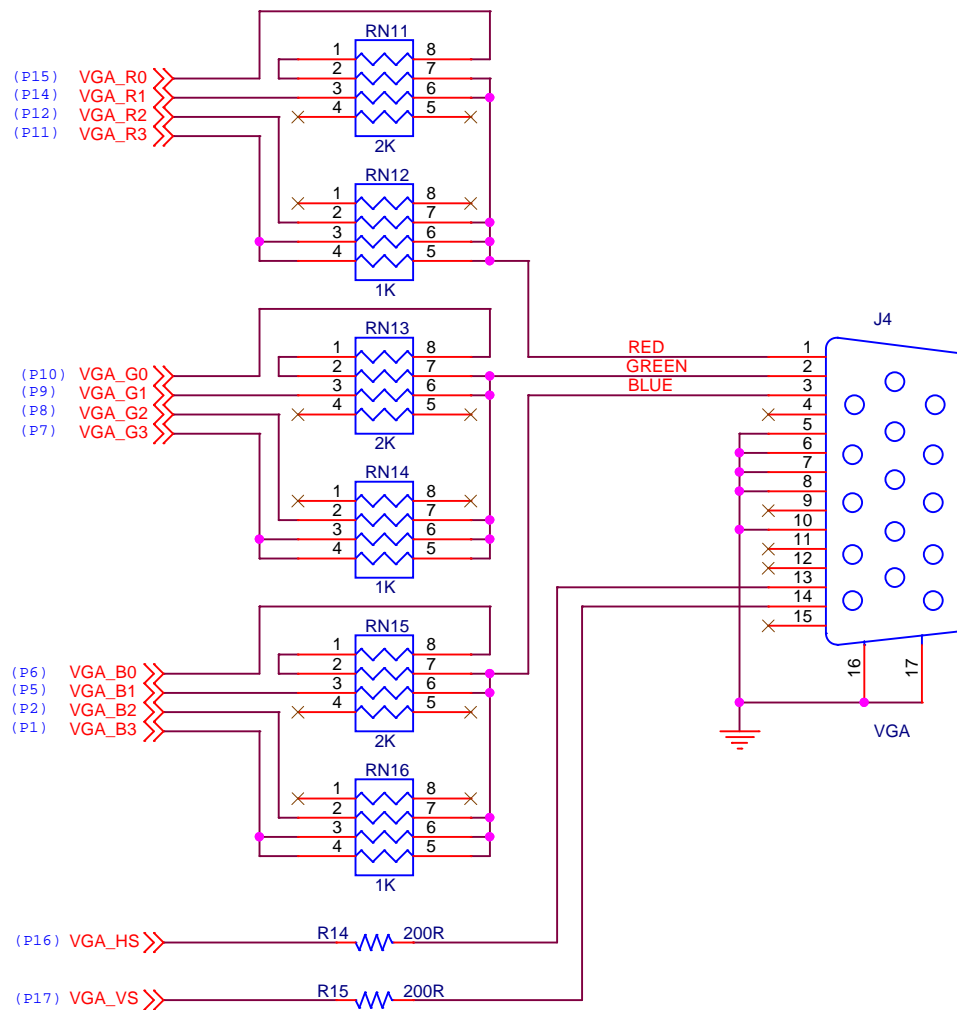 RN11
1 8
(P15) VGA_R0 2 7
(P14) VGA_R1 3 6
(P12) VGA_R2 4 5
(P11) VGA_R3
2K
RN12
1 8
2 7
3 6
4 5
1K
RN13
1 8
(P10) VGA_G0 2 7
(P9) VGA_G1 3 6
(P8) VGA_G2 4 5
(P7) VGA_G3
2K
RN14
1 8
2 7
3 6
4 5
1K
RN15
1 8
(P6) VGA_B0 2 7
(P5) VGA_B1 3 6
(P2) VGA_B2 4 5
(P1) VGA_B3
2K
RN16
1 8
2 7
3 6
4 5
1K
(P16) VGA_HS R14 200R
(P17) VGA_VS R15 200R
J4
RED 1
GREEN 2
BLUE 3
4
5
6
7
8
9
10
11
12
13
14
15
16 17
VGA